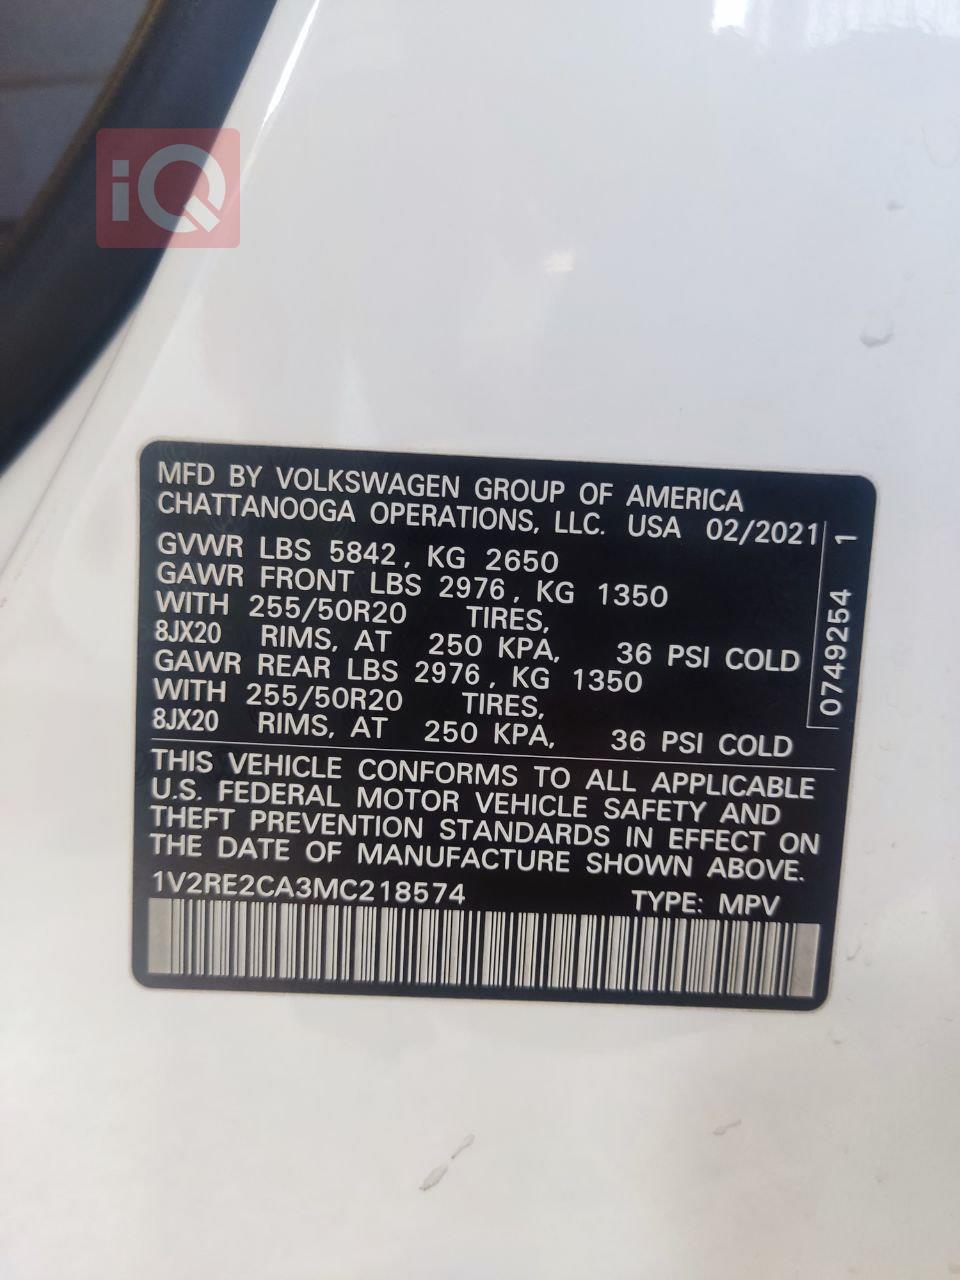 iQ
MFD BY VOLKSWAGEN GROUP OF AMERICA
CHATTANOOGA OPERATIONS, LLC. USA 02/2021
GVWR LBS 5842, KG 2650
GAWR FRONT LBS 2976, KG 1350
WITH 255/50R20 TIRES,
8JX20 RIMS, AT 250 KPA, 36 PSI COLD
GAWR REAR LBS 2976, KG 1350
WITH 255/50R20 TIRES,
8JX20 RIMS, AT 250 KPA, 36 PSI COLD
0749254 1
THIS VEHICLE CONFORMS TO ALL APPLICABLE
U.S. FEDERAL MOTOR VEHICLE SAFETY AND
THEFT PREVENTION STANDARDS IN EFFECT ON
THE DATE OF MANUFACTURE SHOWN ABOVE.
1V2RE2CA3MC218574 TYPE: MPV